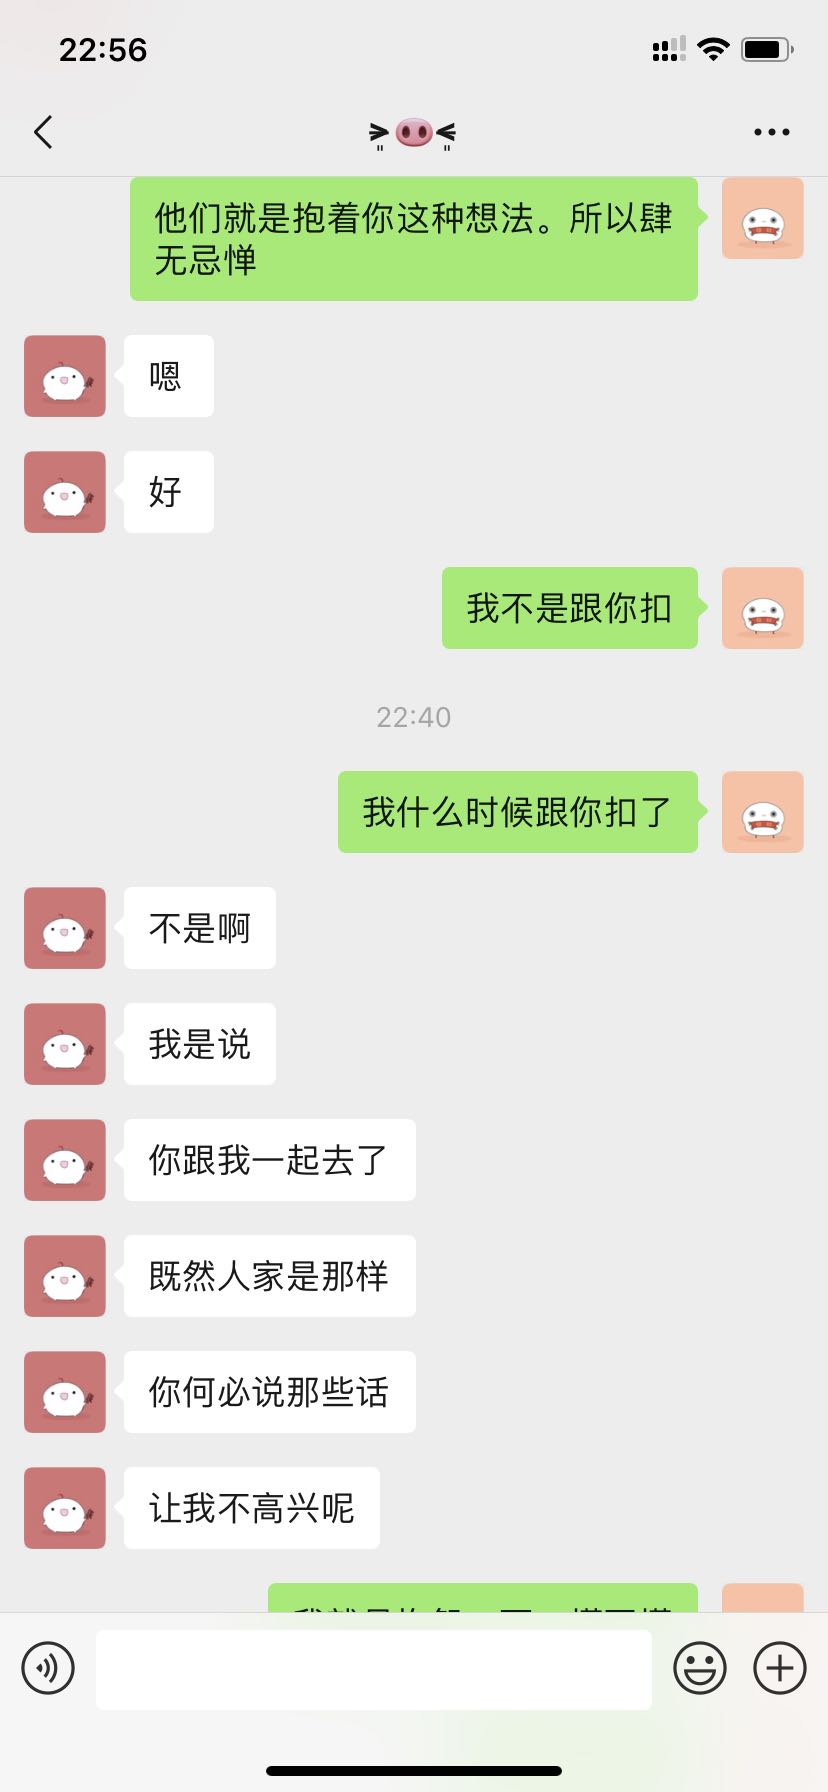 22:56
他们就是抱着你这种想法。所以肆
无忌惮
嗯
好
我不是跟你扣
22:40
我什么时候跟你扣了
不是啊
我是说
你跟我一起去了
既然人家是那样
你何必说那些话
让我不高兴呢